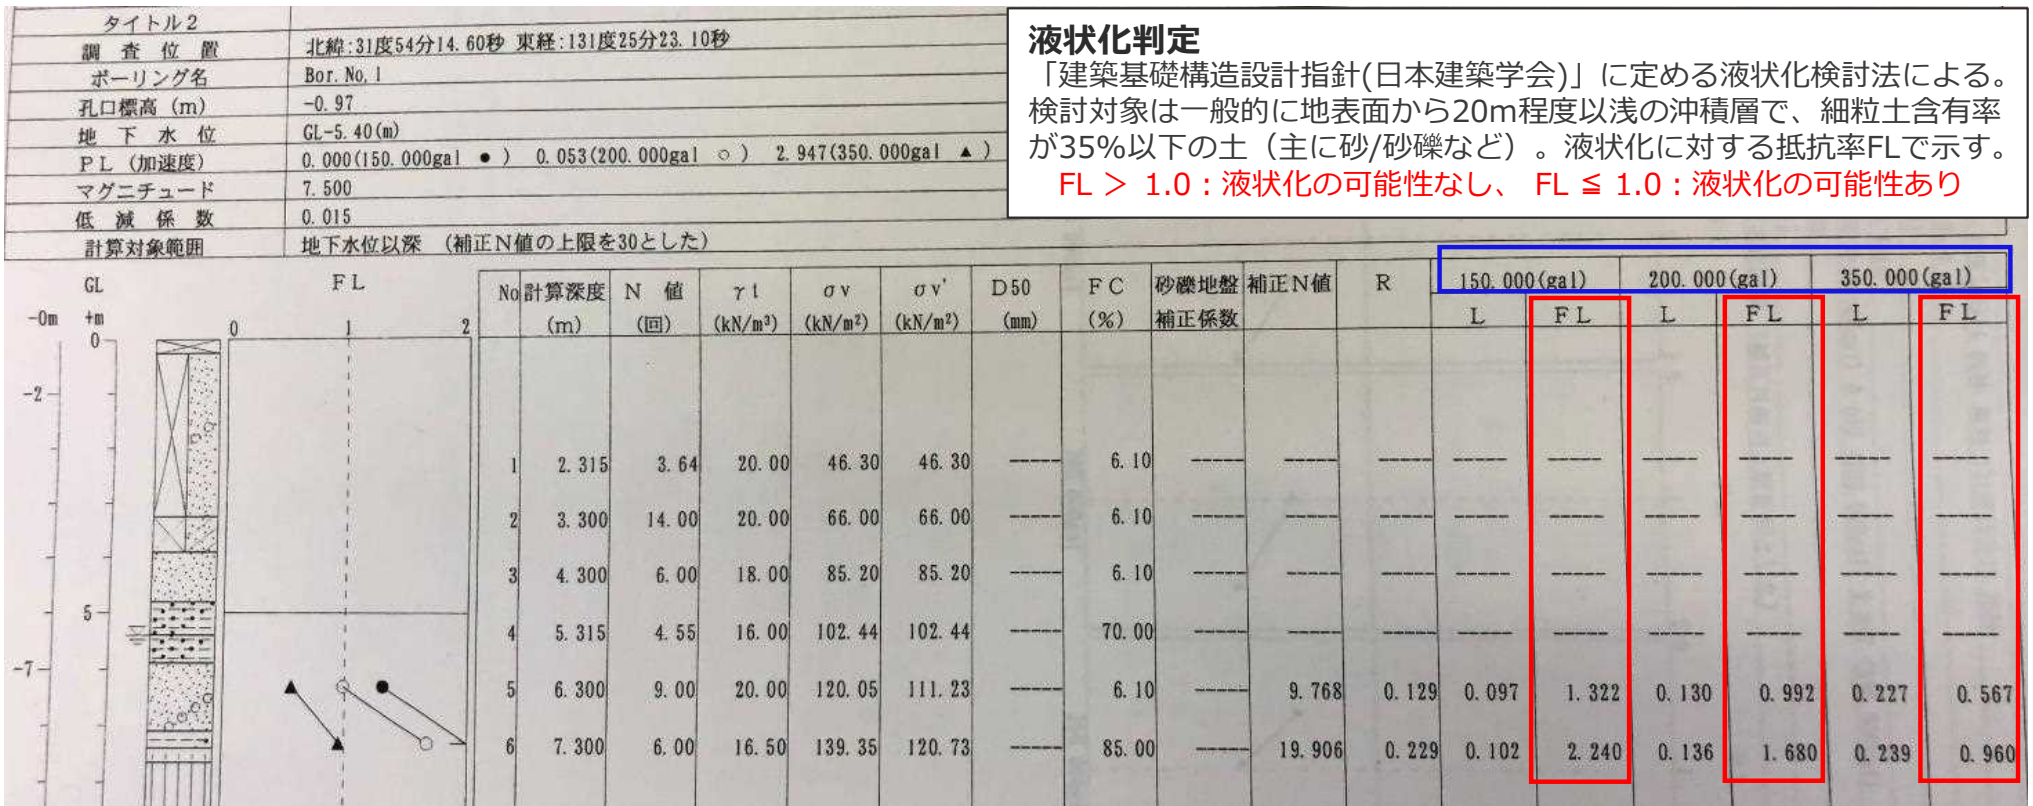 タイトル2
調査位置 北緯:31度54分14.60秒 東経:131度25分23.10秒
ボーリング名 Bor.No.1
孔口標高(m) -0.97
地下水位 GL-5.40(m)
PL(加速度) 0.000(150.000gal ● ) 0.053(200.000gal ○ ) 2.947(350.000gal ▲ )
マグニチュード 7.500
低減係数 0.015
計算対象範囲 地下水位以深 (補正N値の上限を30とした)
液状化判定
「建築基礎構造設計指針(日本建築学会)」に定める液状化検討法による。
検討対象は一般的に地表面から20m程度以浅の沖積層で、細粒土含有率
が35%以下の土(主に砂/砂礫など)。液状化に対する抵抗率FLで示す。
FL > 1.0:液状化の可能性なし、 FL ≦ 1.0:液状化の可能性あり
GL FL No 計算深度 N値 γt σv σv' D50 FC 砂礫地盤 補正N値 R 150.000(gal) 200.000(gal) 350.000(gal)
-0m +m 0 1 2 (m) (回) (kN/m³) (kN/m²) (kN/m²) (mm) (%) 補正係数 L FL L FL L FL
0
-2
1 2.315 3.64 20.00 46.30 46.30 ----- 6.10 ----- ----- ----- ----- ----- ----- ----- ----- -----
2 3.300 14.00 20.00 66.00 66.00 ----- 6.10 ----- ----- ----- ----- ----- ----- ----- ----- -----
3 4.300 6.00 18.00 85.20 85.20 ----- 6.10 ----- ----- ----- ----- ----- ----- ----- ----- -----
5
4 5.315 4.55 16.00 102.44 102.44 ----- 70.00 ----- ----- ----- ----- ----- ----- ----- ----- -----
-7
5 6.300 9.00 20.00 120.05 111.23 ----- 6.10 ----- 9.768 0.129 0.097 1.322 0.130 0.992 0.227 0.567
6 7.300 6.00 16.50 139.35 120.73 ----- 85.00 ----- 19.906 0.229 0.102 2.240 0.136 1.680 0.239 0.960